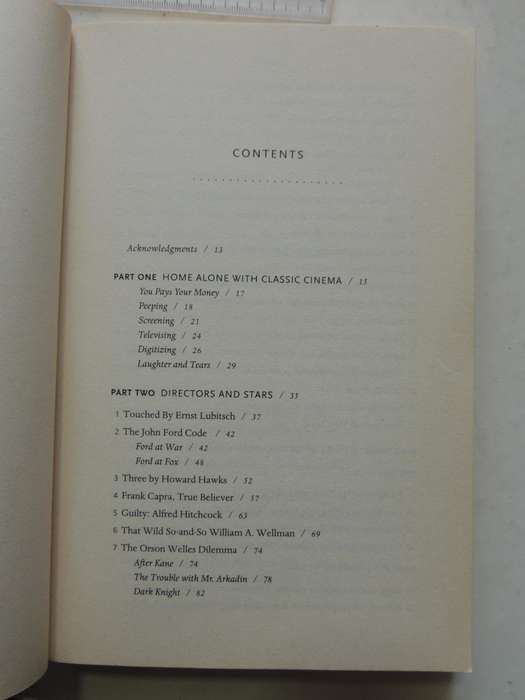 CONTENTS
Acknowledgments / 13
PART ONE HOME ALONE WITH CLASSIC CINEMA / 15
You Pays Your Money / 17
Peeping / 18
Screening / 21
Televising / 24
Digitizing / 26
Laughter and Tears / 29
PART TWO DIRECTORS AND STARS / 35
1 Touched By Ernst Lubitsch / 37
2 The John Ford Code / 42
Ford at War / 42
Ford at Fox / 48
3 Three by Howard Hawks / 52
4 Frank Capra, True Believer / 57
5 Guilty: Alfred Hitchcock / 63
6 That Wild So-and-So William A. Wellman / 69
7 The Orson Welles Dilemma / 74
After Kane / 74
The Trouble with Mr. Arkadin / 78
Dark Knight / 82